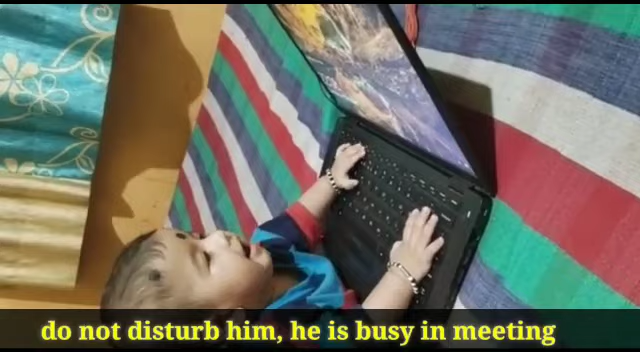 do not disturb him, he is busy in meeting